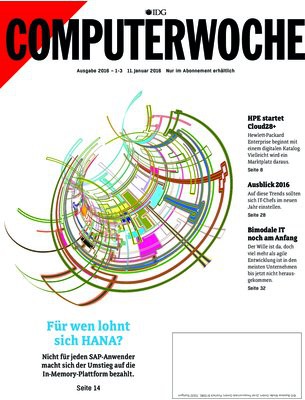 IDG
COMPUTERWOCHE
Ausgabe 2016 – 1-3 11. Januar 2016 Nur im Abonnement erhältlich
HPE startet
Cloud28+
Hewlett-Packard
Enterprise beginnt mit
einem digitalen Katalog.
Vielleicht wird ein
Marktplatz daraus.
Seite 8
Ausblick 2016
Auf diese Trends sollten
sich IT-Chefs im neuen
Jahr einstellen.
Seite 28
Bimodale IT
noch am Anfang
Der Wille ist da, doch
viel mehr als agile
Entwicklung ist in den
meisten Unternehmen
bis jetzt nicht heraus-
gekommen.
Seite 32
Für wen lohnt
sich HANA?
Nicht für jeden SAP-Anwender
macht sich der Umstieg auf die
In-Memory-Plattform bezahlt.
Seite 14